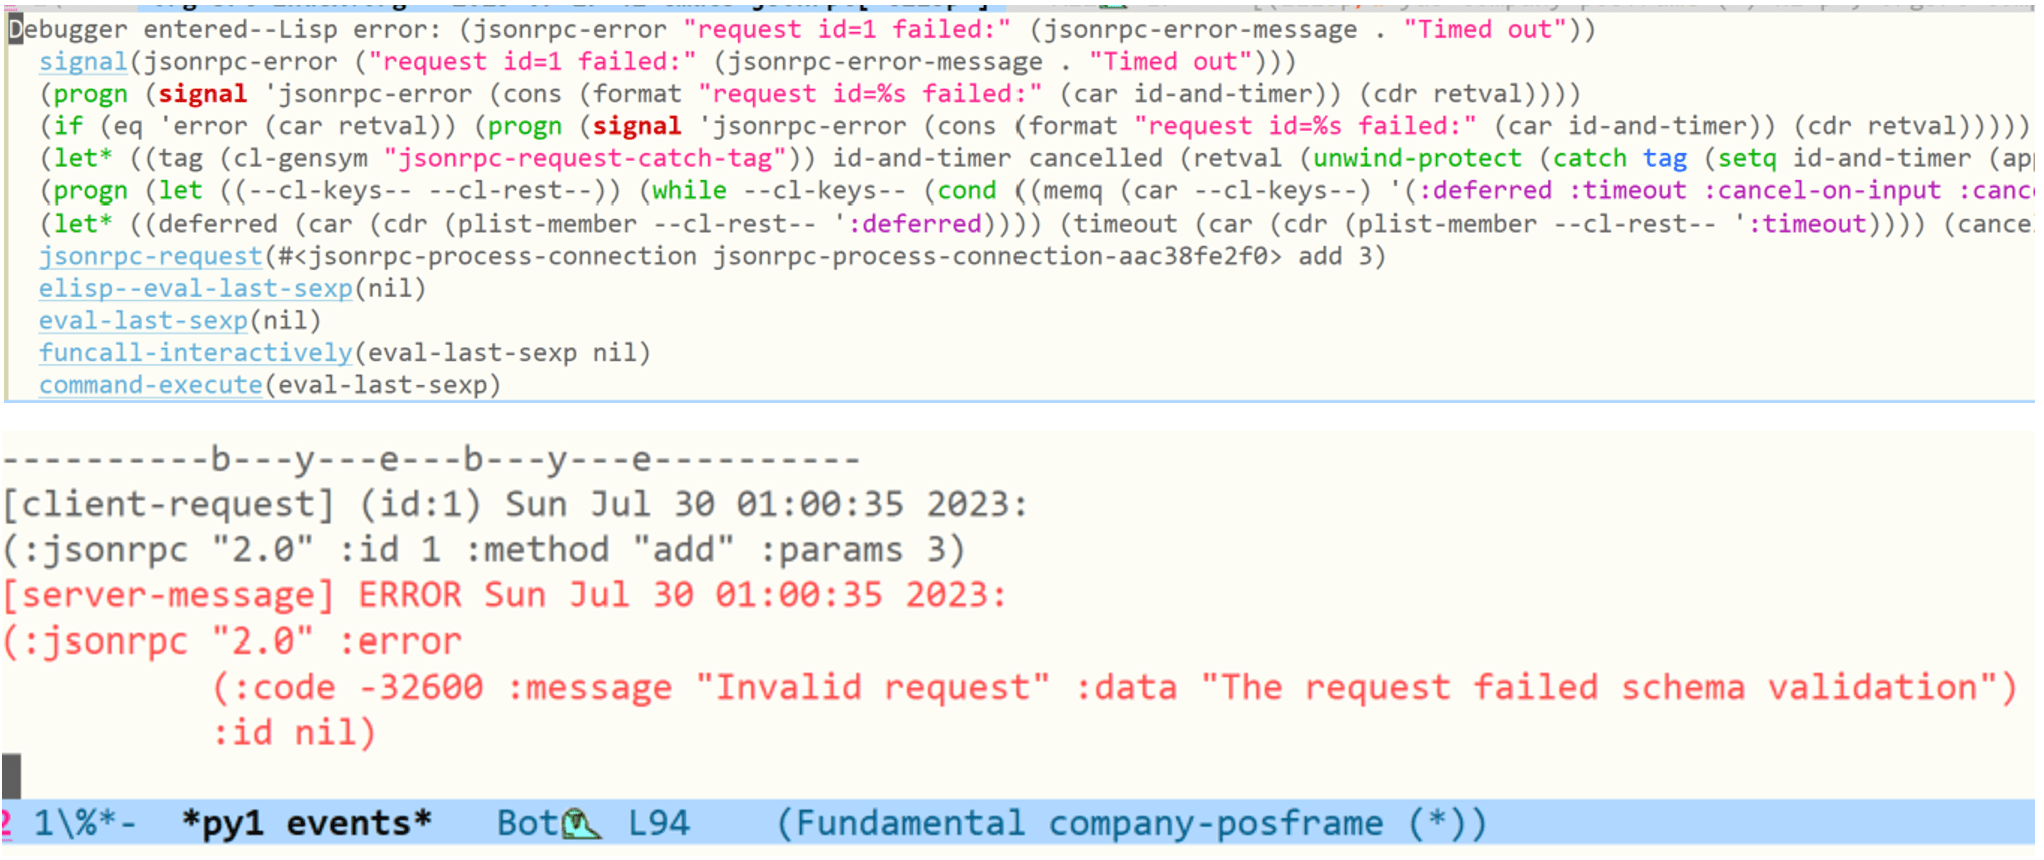 Debugger entered--Lisp error: (jsonrpc-error "request id=1 failed:" (jsonrpc-error-message . "Timed out"))
  signal(jsonrpc-error ("request id=1 failed:" (jsonrpc-error-message . "Timed out")))
  (progn (signal 'jsonrpc-error (cons (format "request id=%s failed:" (car id-and-timer)) (cdr retval))))
  (if (eq 'error (car retval)) (progn (signal 'jsonrpc-error (cons (format "request id=%s failed:" (car id-and-timer)) (cdr retval)))))
  (let* ((tag (cl-gensym "jsonrpc-request-catch-tag")) id-and-timer cancelled (retval (unwind-protect (catch tag (setq id-and-timer
  (progn (let ((--cl-keys-- --cl-rest--)) (while --cl-keys-- (cond ((memq (car --cl-keys--) '(:deferred :timeout :cancel-on-input
  (let* ((deferred (car (cdr (plist-member --cl-rest-- ':deferred)))) (timeout (car (cdr (plist-member --cl-rest-- ':timeout))))
  jsonrpc-request(#<jsonrpc-process-connection jsonrpc-process-connection-aac38fe2f0> add 3)
  elisp--eval-last-sexp(nil)
  eval-last-sexp(nil)
  funcall-interactively(eval-last-sexp nil)
  command-execute(eval-last-sexp)
----------b---y---e---b---y---e----------
[client-request] (id:1) Sun Jul 30 01:00:35 2023:
(:jsonrpc "2.0" :id 1 :method "add" :params 3)
[server-message] ERROR Sun Jul 30 01:00:35 2023:
(:jsonrpc "2.0" :error
          (:code -32600 :message "Invalid request" :data "The request failed schema validation")
          :id nil)
2 1\%*-  *py1 events*   Bot L94    (Fundamental company-posframe (*))